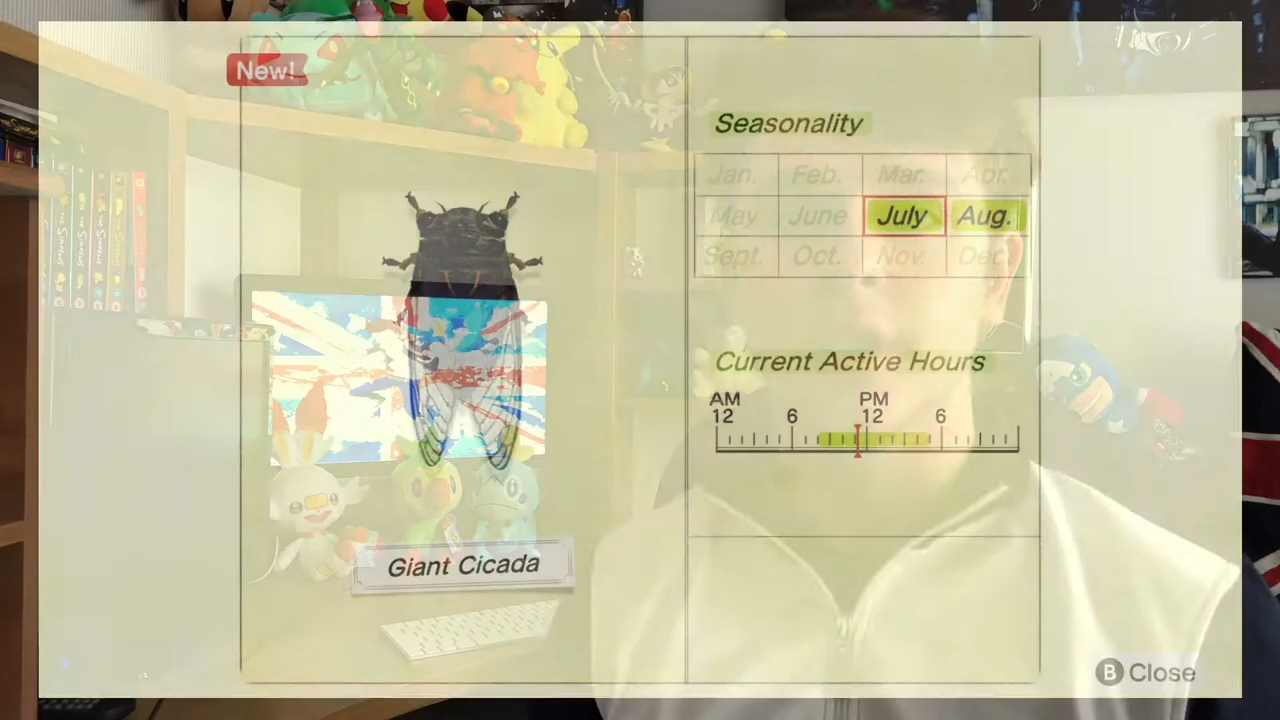 New!
Seasonality
Jan. Feb. Mar. Apr.
May June July Aug.
Sept. Oct. Nov. Dec.
Current Active Hours
AM PM
12 6 12 6
Giant Cicada
B Close